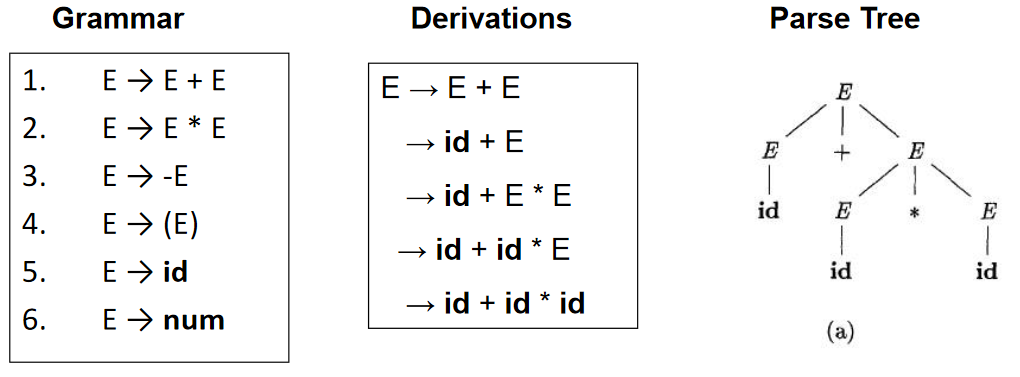 Grammar
1. E → E + E
2. E → E * E
3. E → -E
4. E → (E)
5. E → id
6. E → num
Derivations
E → E + E
→ id + E
→ id + E * E
→ id + id * E
→ id + id * id
Parse Tree
E
E + E
id E * E
id id
(a)